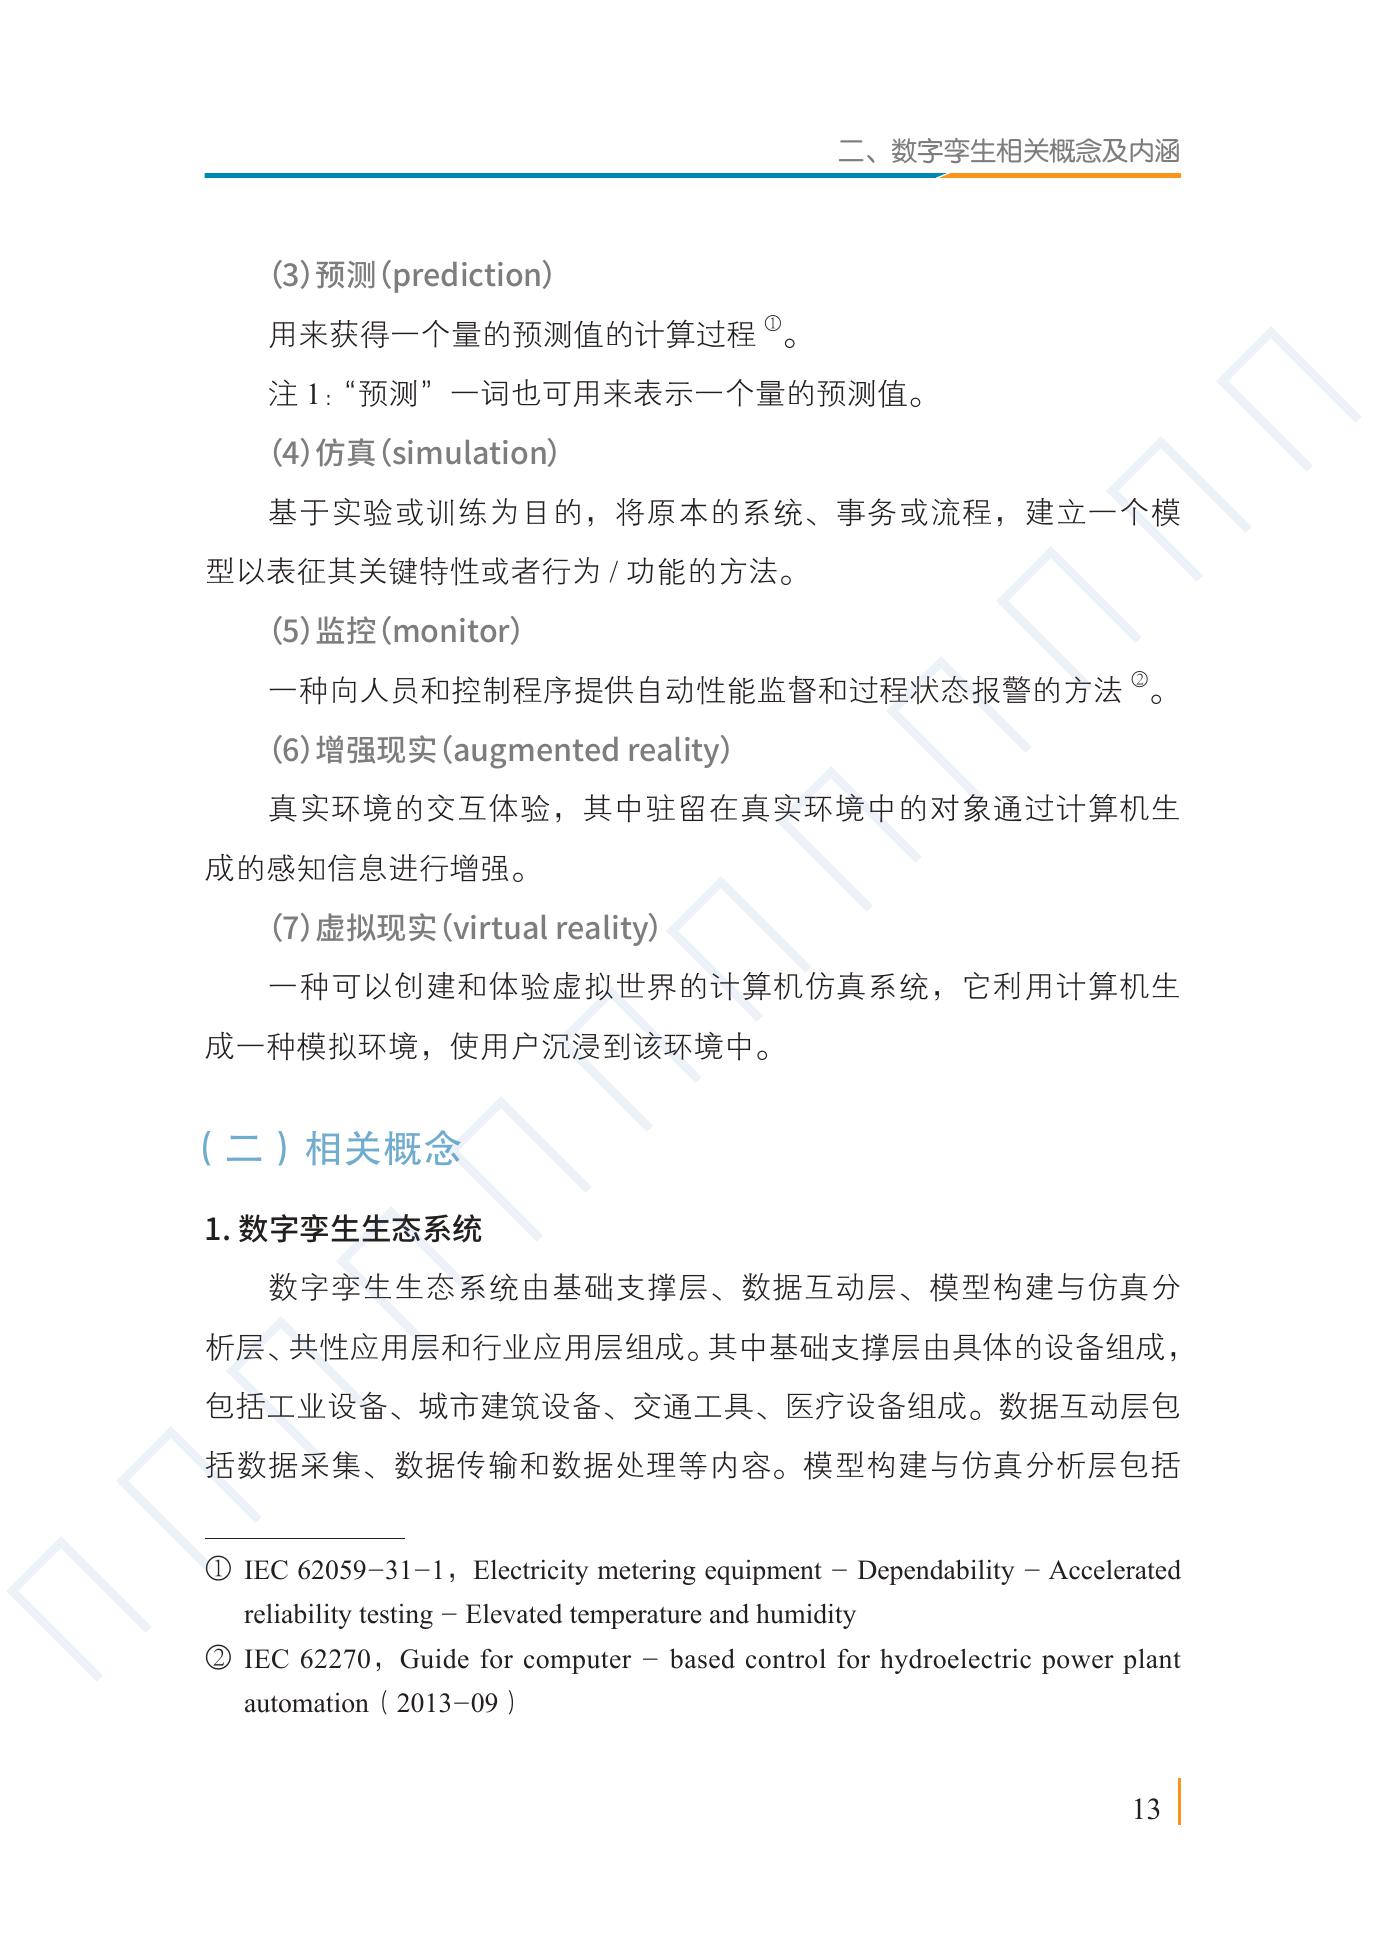 二、数字孪生相关概念及内涵
（3）预测（prediction）
用来获得一个量的预测值的计算过程 ①。
注 1：“预测” 一词也可用来表示一个量的预测值。
（4）仿真（simulation）
基于实验或训练为目的，将原本的系统、事务或流程，建立一个模
型以表征其关键特性或者行为 / 功能的方法。
（5）监控（monitor）
一种向人员和控制程序提供自动性能监督和过程状态报警的方法 ②。
（6）增强现实（augmented reality）
真实环境的交互体验，其中驻留在真实环境中的对象通过计算机生
成的感知信息进行增强。
（7）虚拟现实（virtual reality）
一种可以创建和体验虚拟世界的计算机仿真系统，它利用计算机生
成一种模拟环境，使用户沉浸到该环境中。
（二）相关概念
1. 数字孪生生态系统
数字孪生生态系统由基础支撑层、数据互动层、模型构建与仿真分
析层、共性应用层和行业应用层组成。其中基础支撑层由具体的设备组成，
包括工业设备、城市建筑设备、交通工具、医疗设备组成。数据互动层包
括数据采集、数据传输和数据处理等内容。模型构建与仿真分析层包括
① IEC 62059−31−1，Electricity metering equipment − Dependability − Accelerated
reliability testing − Elevated temperature and humidity
② IEC 62270，Guide for computer − based control for hydroelectric power plant
automation（2013−09）
13